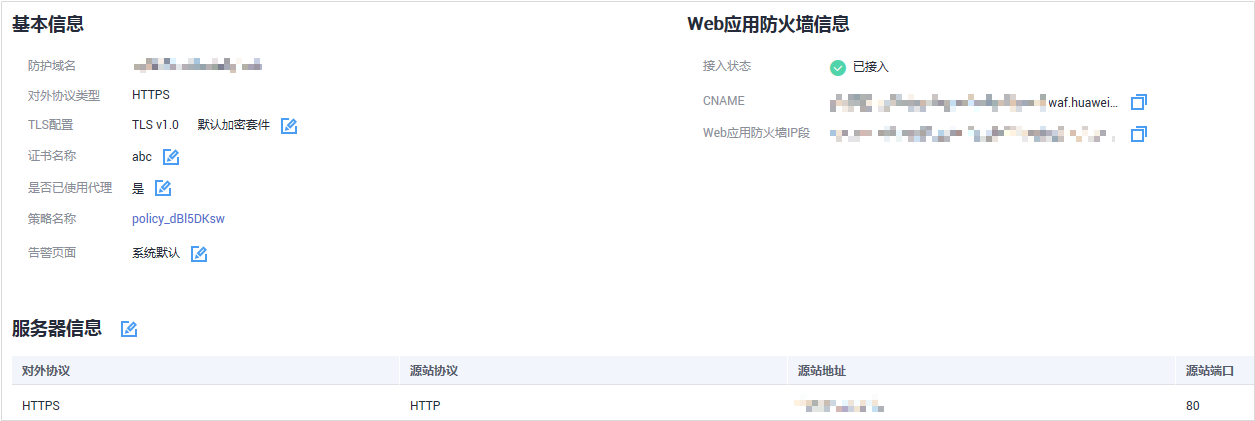 基本信息
防护域名
对外协议类型 HTTPS
TLS配置 TLS v1.0 默认加密套件
证书名称 abc
是否已使用代理 是
策略名称 policy_dBl5DKsw
告警页面 系统默认
Web应用防火墙信息
接入状态 已接入
CNAME waf.huawei...
Web应用防火墙IP段
服务器信息
对外协议 源站协议 源站地址 源站端口
HTTPS HTTP 80